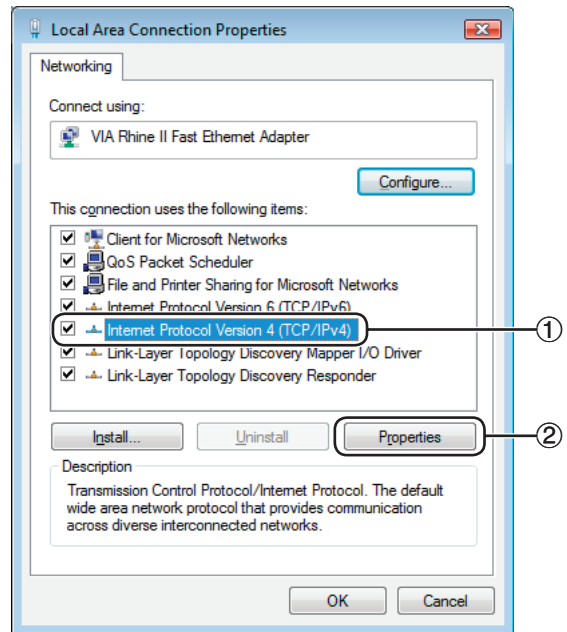 Local Area Connection Properties
Networking
Connect using:
VIA Rhine II Fast Ethernet Adapter
Configure...
This connection uses the following items:
Client for Microsoft Networks
QoS Packet Scheduler
File and Printer Sharing for Microsoft Networks
Internet Protocol Version 6 (TCP/IPv6)
Internet Protocol Version 4 (TCP/IPv4)
①
Link-Layer Topology Discovery Mapper I/O Driver
Link-Layer Topology Discovery Responder
Install...
Uninstall
Properties
②
Description
Transmission Control Protocol/Internet Protocol. The default
wide area network protocol that provides communication
across diverse interconnected networks.
OK
Cancel